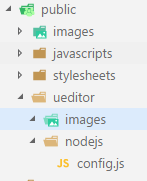 public
images
javascripts
stylesheets
ueditor
images
nodejs
JS config.js